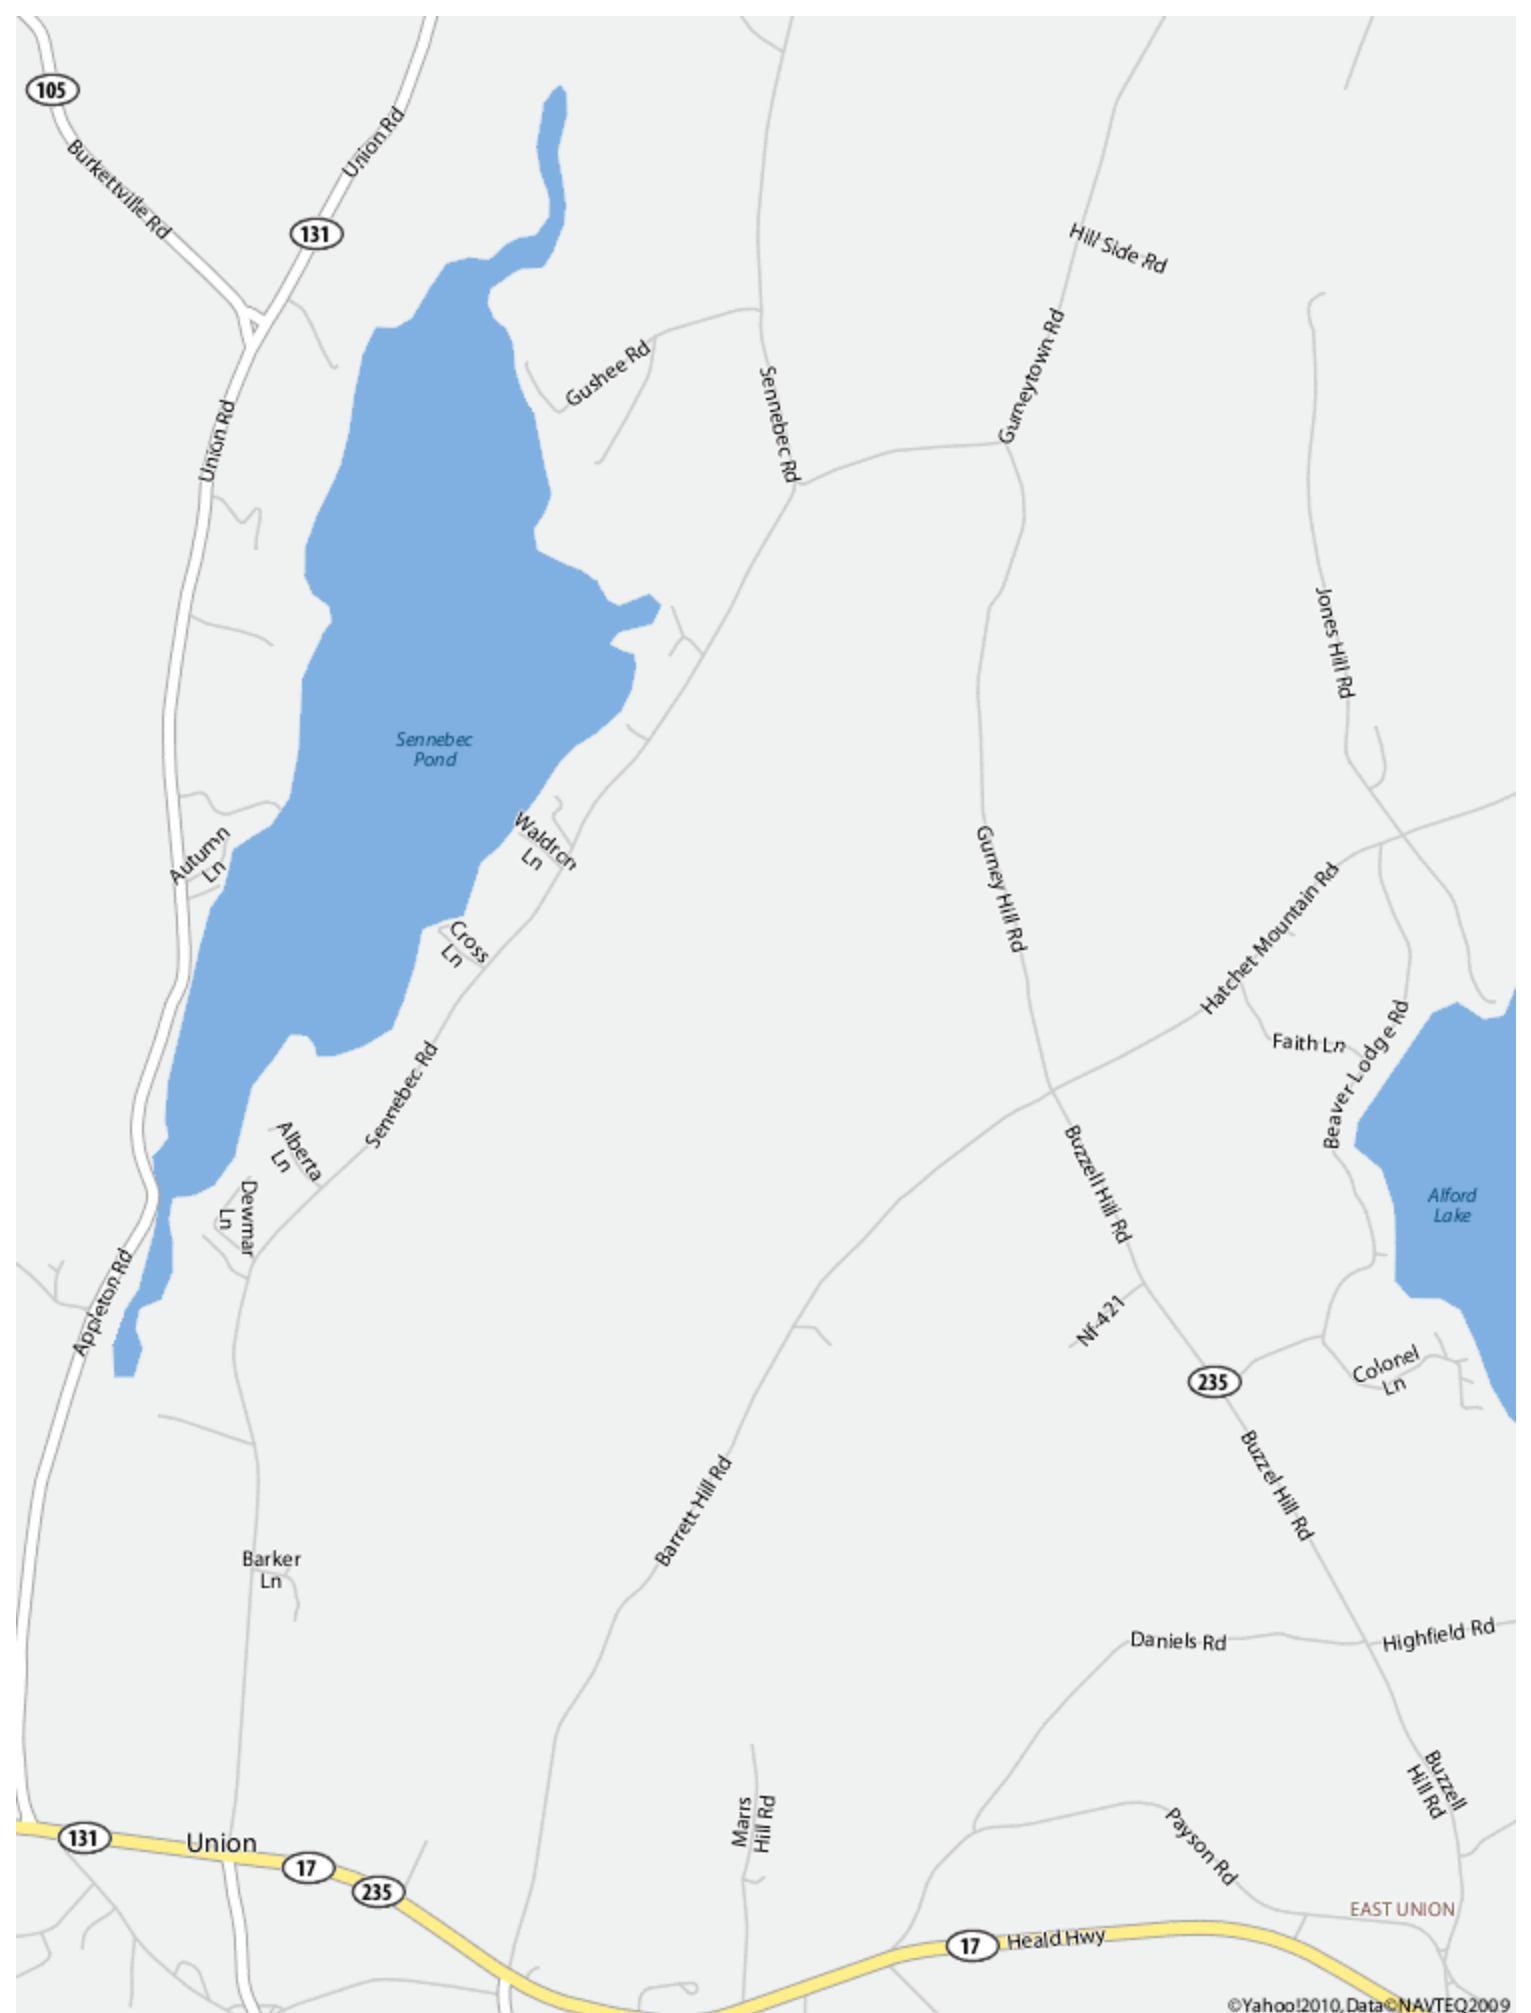 105
Union Rd
Burkettville Rd
131
Hill Side Rd
Gurneytown Rd
Gushee Rd
Sennebec Rd
Union Rd
Jones Hill Rd
Sennebec
Pond
Waldron
Ln
Autumn
Ln
Gurney Hill Rd
Hatchet Mountain Rd
Cross
Ln
Faith Ln
Beaver Lodge Rd
Sennebec Rd
Alberta
Ln
Buzzell Hill Rd
Dewmar
Ln
Alford
Lake
Appleton Rd
Nf-421
235
Colonel
Ln
Buzzel Hill Rd
Barrett Hill Rd
Barker
Ln
Daniels Rd
Highfield Rd
Buzzell
Hill Rd
Marrs
Hill Rd
Payson Rd
131
Union
17
235
EAST UNION
17
Heald Hwy
©Yahoo!2010, Data©NAVTEQ2009